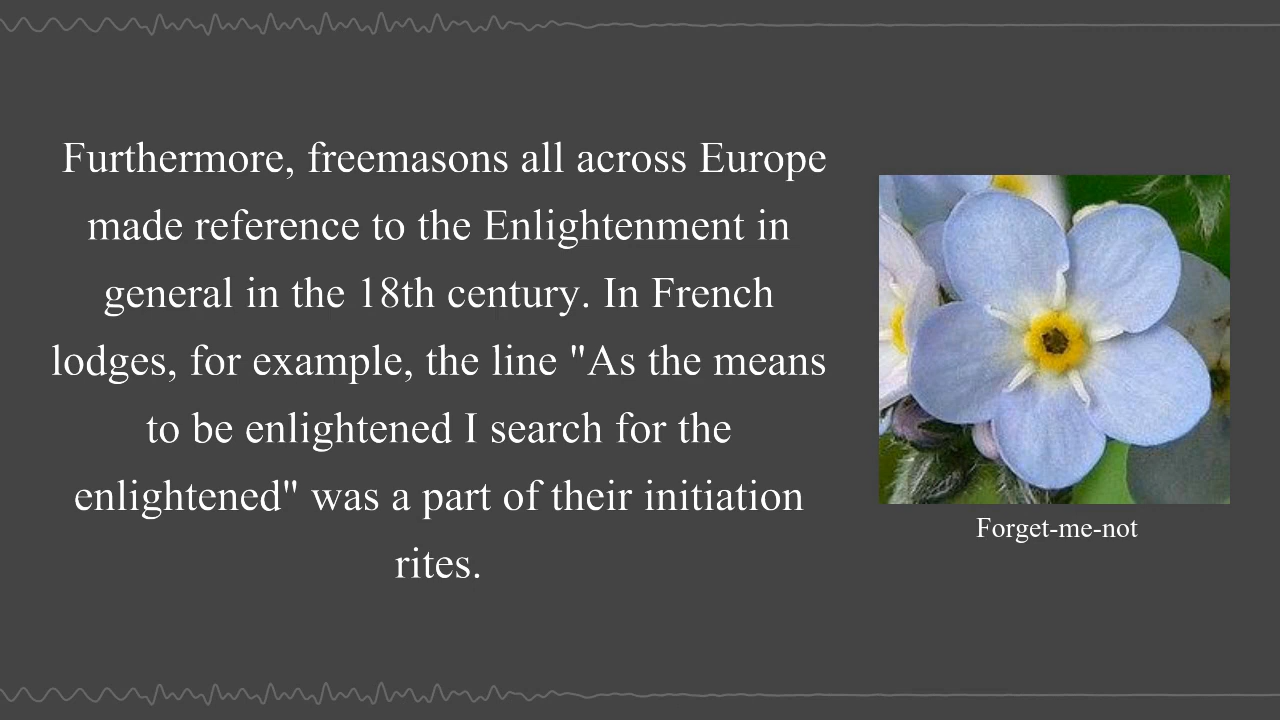 Furthermore, freemasons all across Europe
made reference to the Enlightenment in
general in the 18th century. In French
lodges, for example, the line "As the means
to be enlightened I search for the
enlightened" was a part of their initiation
rites.
Forget-me-not